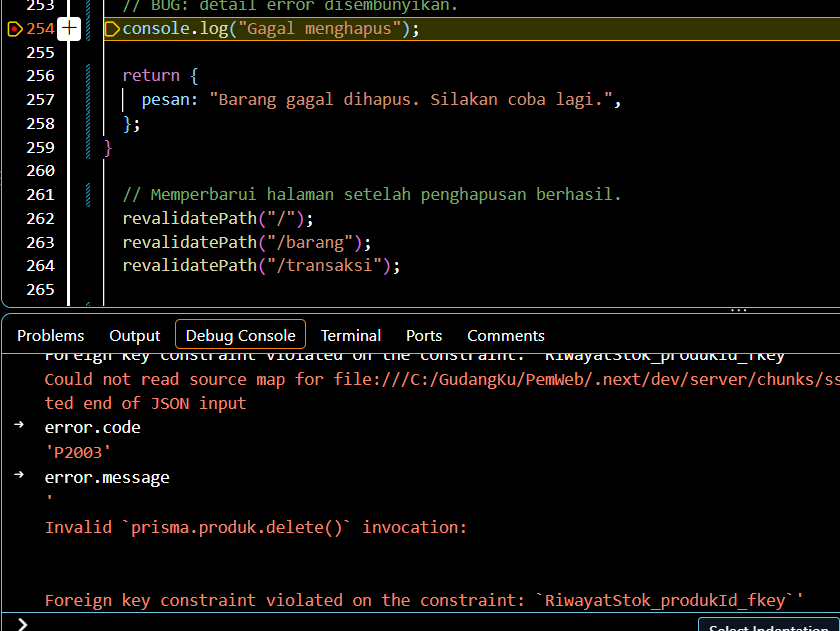 253 // BUG: detail error disembunyikan.
254 console.log("Gagal menghapus");
255
256 return {
257 pesan: "Barang gagal dihapus. Silakan coba lagi.",
258 };
259 }
260
261 // Memperbarui halaman setelah penghapusan berhasil.
262 revalidatePath("/");
263 revalidatePath("/barang");
264 revalidatePath("/transaksi");
265
Problems Output Debug Console Terminal Ports Comments
Foreign key constraint violated on the constraint: `RiwayatStok_produkId_fkey`
Could not read source map for file:///C:/GudangKu/PemWeb/.next/dev/server/chunks/ss
ted end of JSON input
→ error.code
'P2003'
→ error.message
'
Invalid `prisma.produk.delete()` invocation:
Foreign key constraint violated on the constraint: `RiwayatStok_produkId_fkey`'
>
Select Indentation